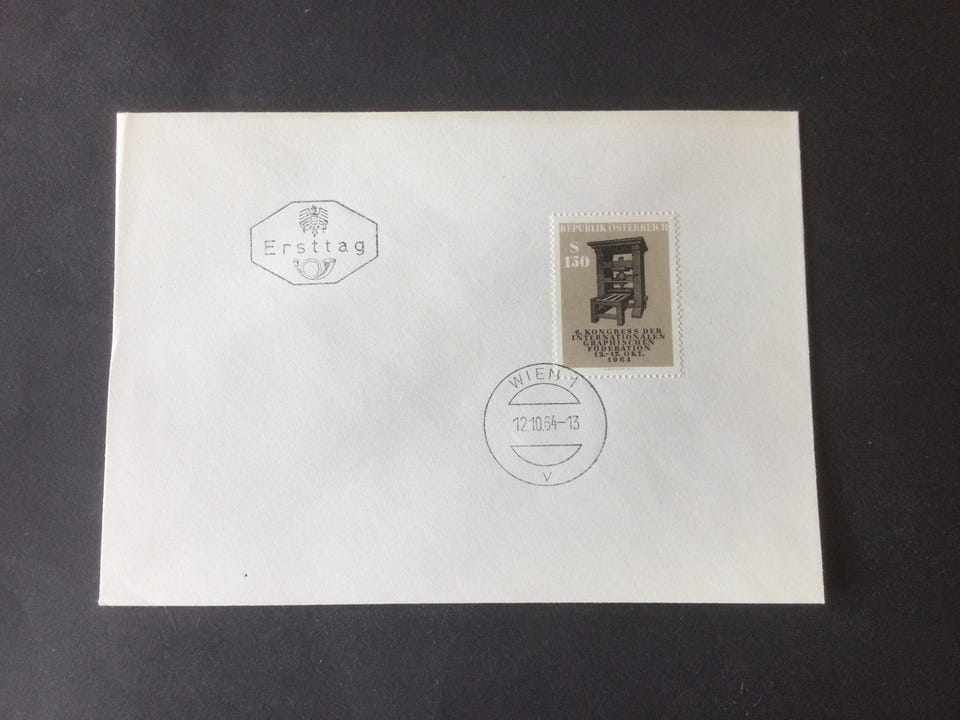 Ersttag
REPUBLIK ÖSTERREICH
S
1·50
6. KONGRESS DER
INTERNATIONALEN
GRAPHISCHEN
FÖDERATION
12.-17. OKT.
1964
WIEN 1
12.10.64-13
v